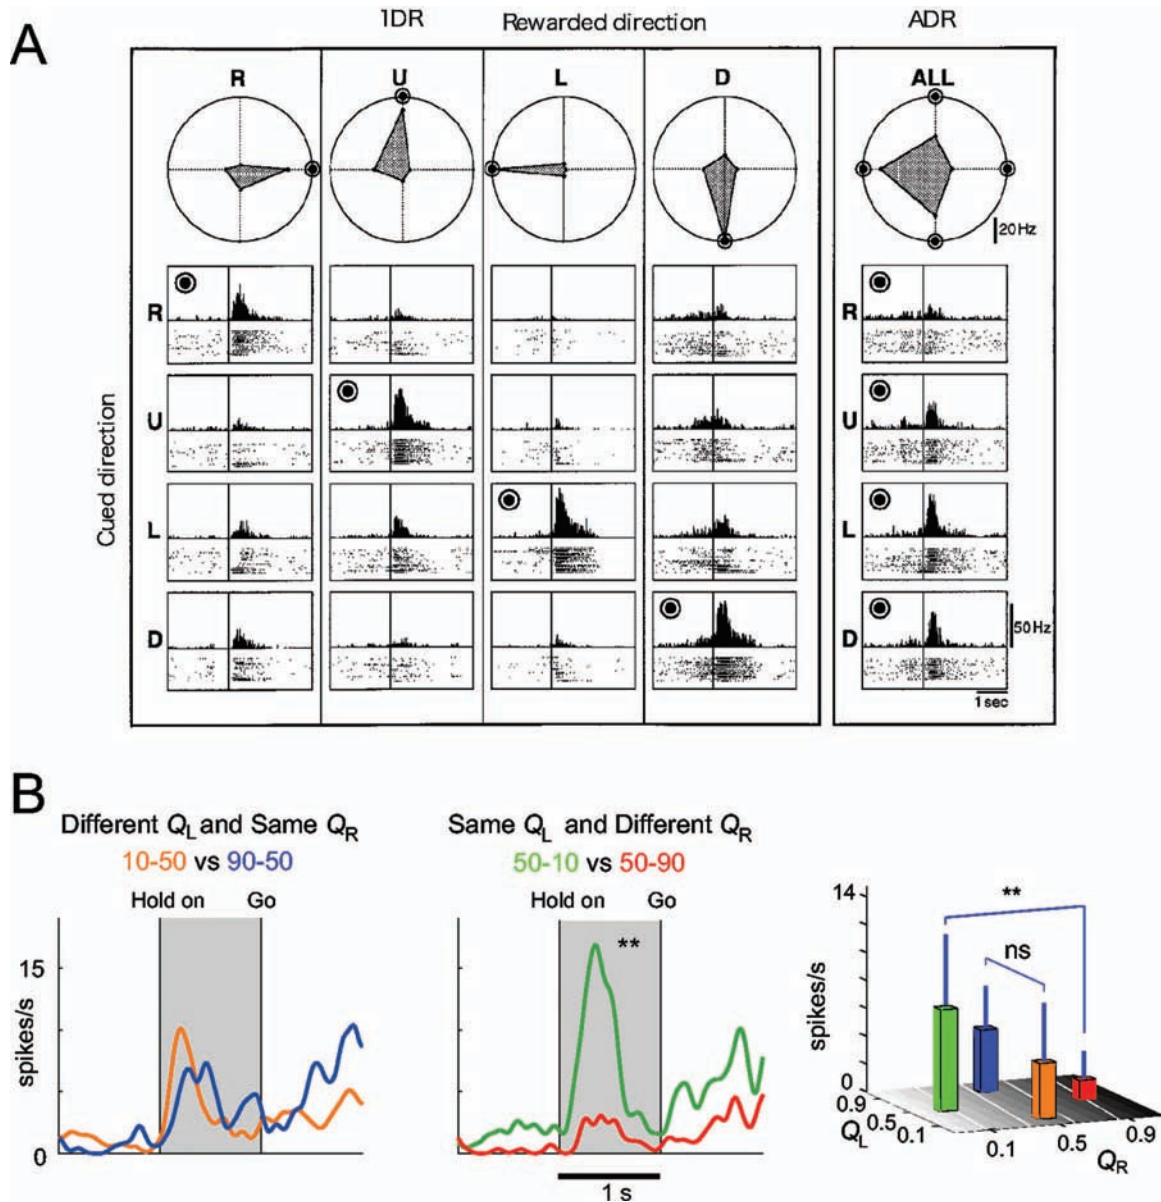 A
1DR Rewarded direction ADR
R U L D ALL
20 Hz
Cued direction
R R
U U
L L
D D
50 Hz
1 sec
B
Different QL and Same QR
10-50 vs 90-50
Hold on Go
15
spikes/s
0
Same QL and Different QR
50-10 vs 50-90
Hold on Go
**
1 s
14
**
ns
spikes/s
0
0.9
0.5
0.1
QL
0.1
0.5
0.9
QR